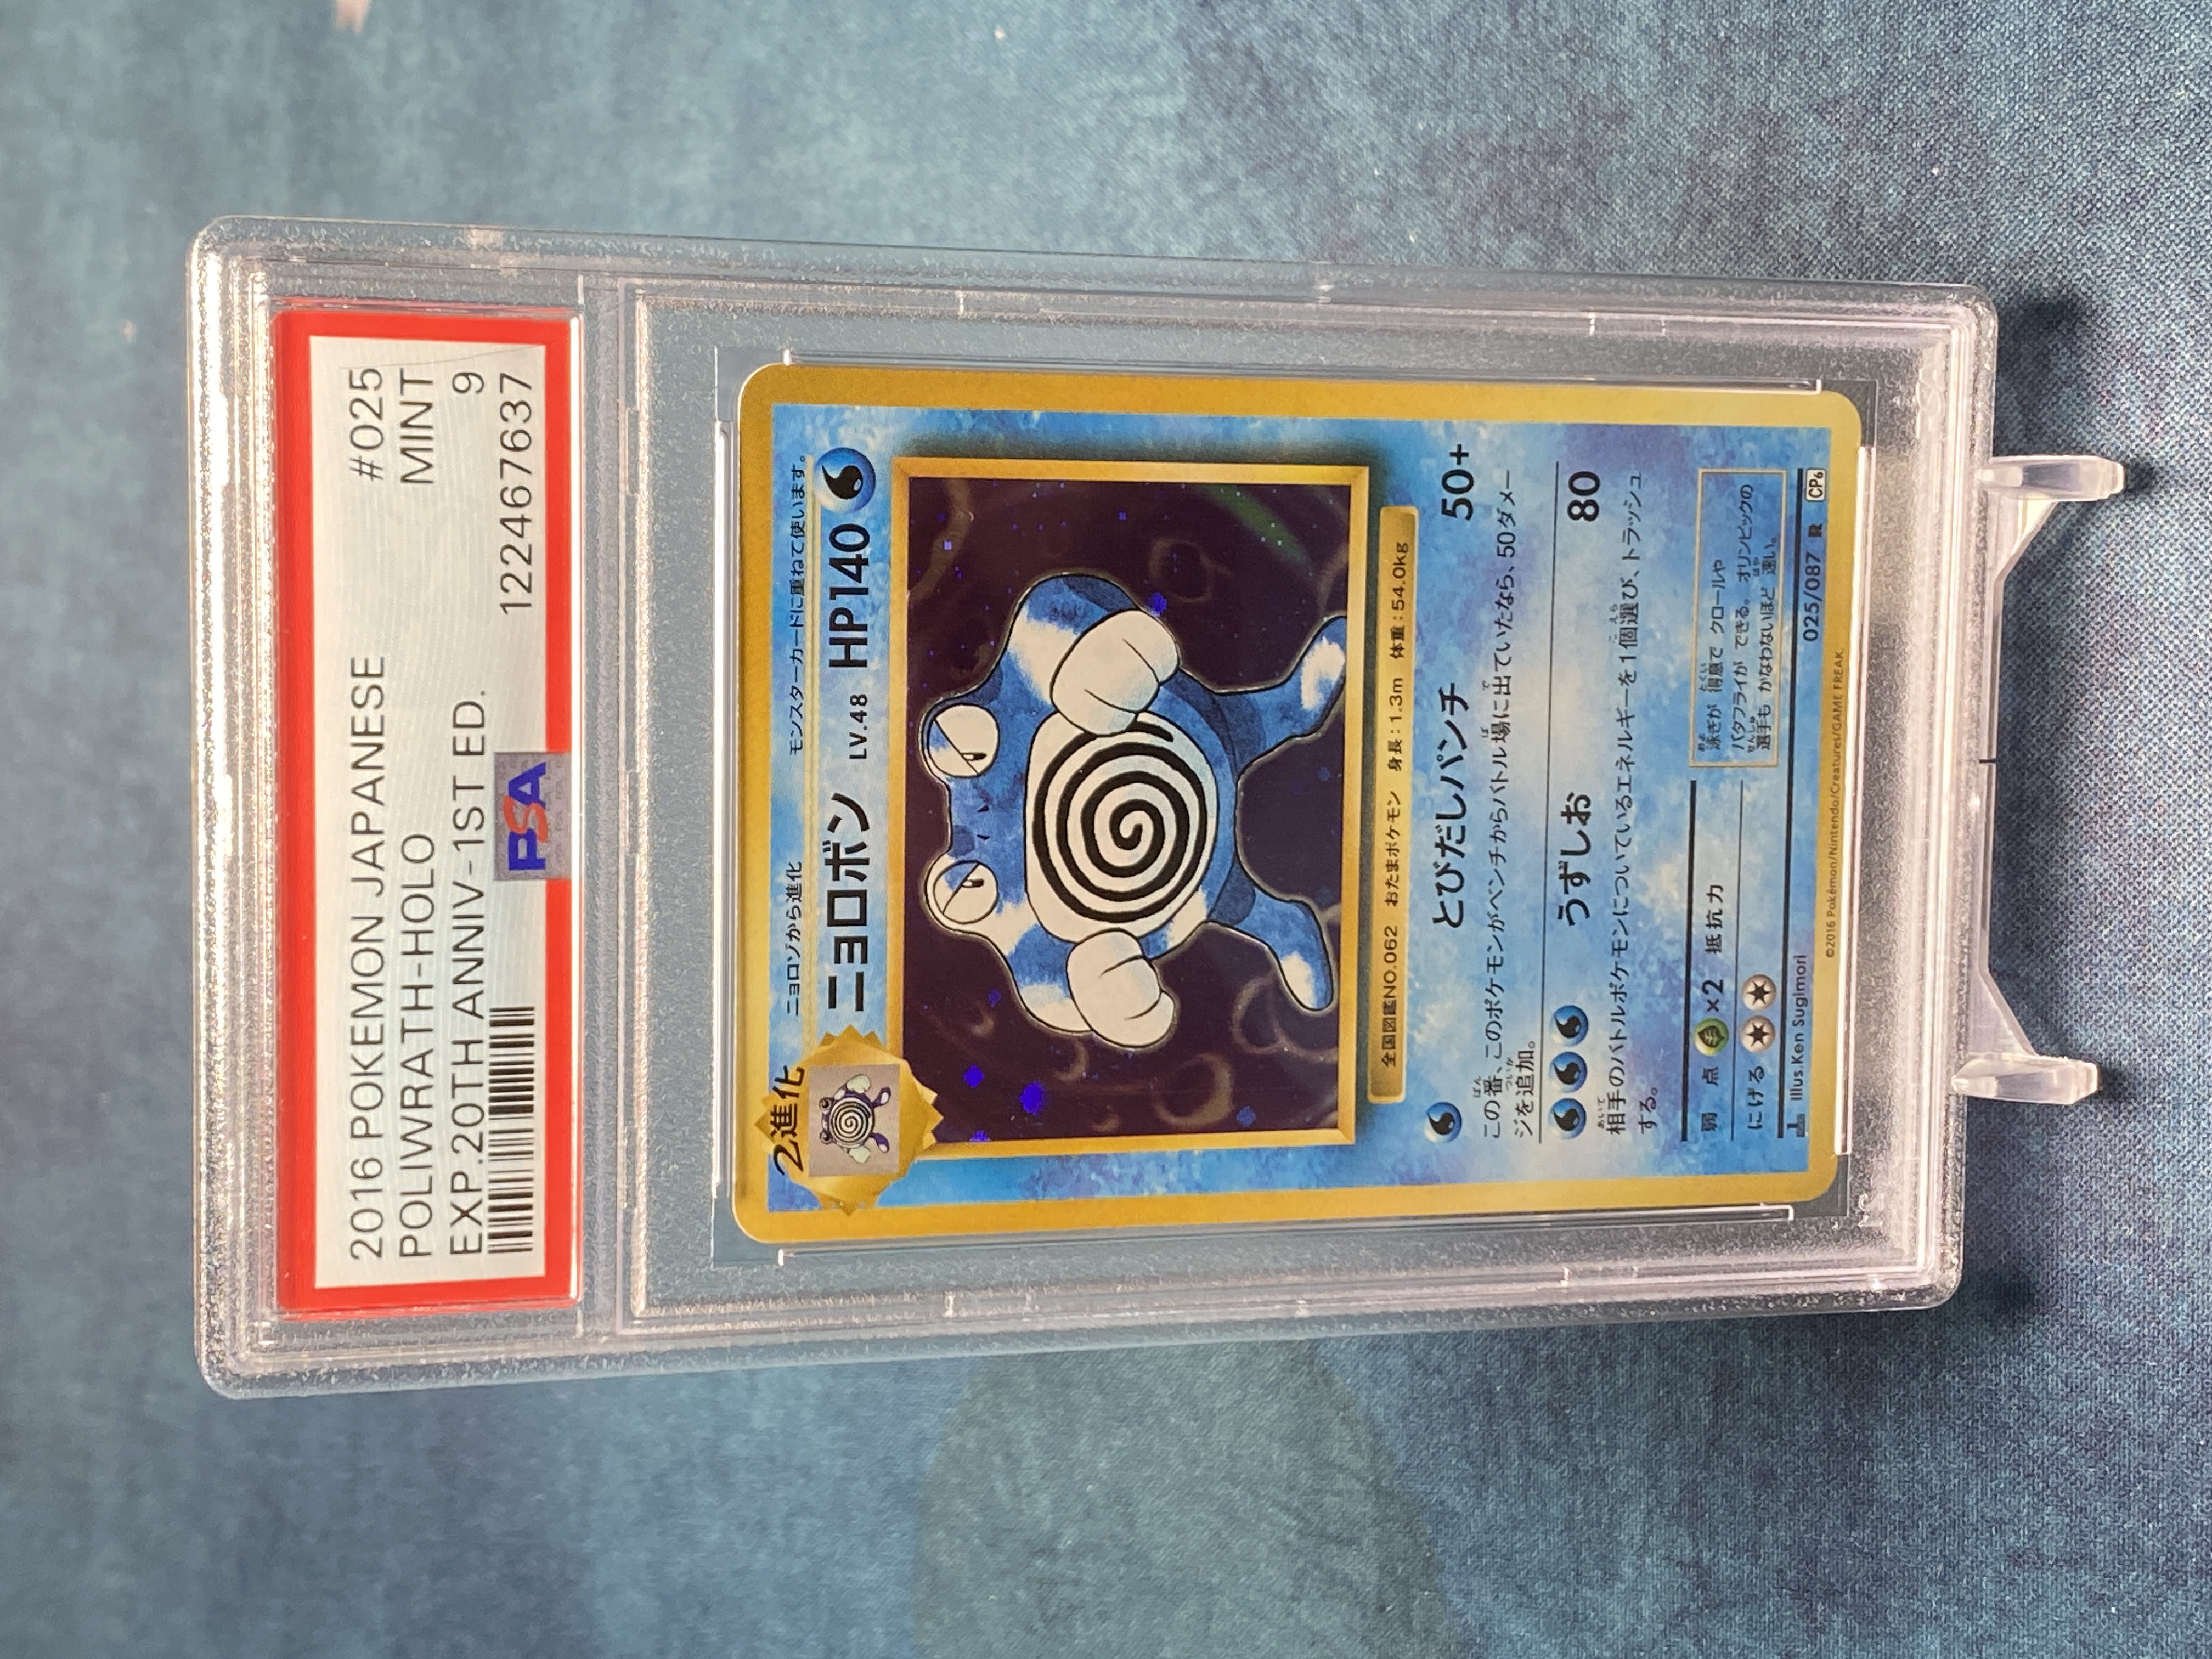 2016 POKEMON JAPANESE #025
POLIWRATH-HOLO MINT
EXP.20TH ANNIV-1ST ED. 9
PSA 122467637
2進化
ニョロゾから進化 モンスターカードに重ねて使います。
ニョロボン LV.48 HP140
全国図鑑NO.062 おたまポケモン 身長:1.3m 体重:54.0kg
とびだしパンチ 50+
この番、このポケモンがベンチからバトル場に出ていたなら、50ダメー
ジを追加。
うずしお 80
相手のバトルポケモンについているエネルギーを1個選び、トラッシュ
する。
弱点 ×2 抵抗力
にげる
泳ぎが 得意で クロールや
バタフライが できる。オリンピックの
選手も かなわないほど 速い。
Illus.Ken Sugimori 025/087 R CP6
©2016 Pokémon/Nintendo/Creatures/GAME FREAK.